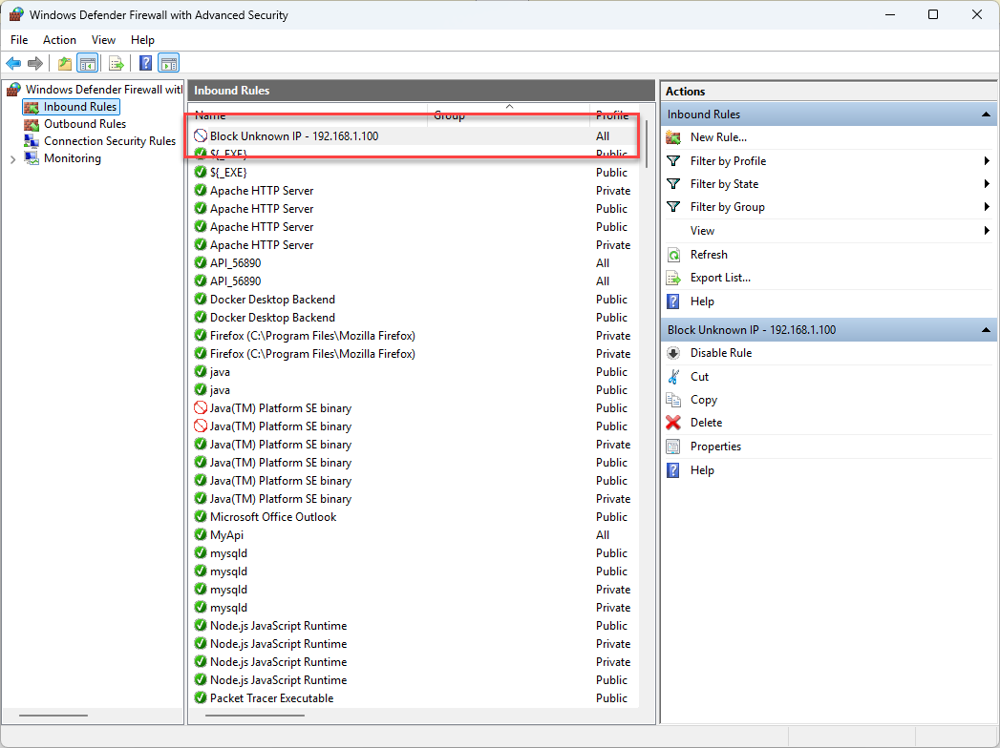 Windows Defender Firewall with Advanced Security
File Action View Help
Windows Defender Firewall with
Inbound Rules
Outbound Rules
Connection Security Rules
Monitoring
Inbound Rules
Name Group Profile
Block Unknown IP - 192.168.1.100 All
${_EXE} Public
${_EXE} Public
Apache HTTP Server Private
Apache HTTP Server Public
Apache HTTP Server Public
Apache HTTP Server Private
API_56890 All
API_56890 All
Docker Desktop Backend Public
Docker Desktop Backend Public
Firefox (C:\Program Files\Mozilla Firefox) Private
Firefox (C:\Program Files\Mozilla Firefox) Private
java Public
java Public
Java(TM) Platform SE binary Public
Java(TM) Platform SE binary Public
Java(TM) Platform SE binary Private
Java(TM) Platform SE binary Public
Java(TM) Platform SE binary Public
Java(TM) Platform SE binary Private
Microsoft Office Outlook Public
MyApi All
mysqld Public
mysqld Public
mysqld Private
mysqld Private
Node.js JavaScript Runtime Public
Node.js JavaScript Runtime Private
Node.js JavaScript Runtime Private
Node.js JavaScript Runtime Public
Packet Tracer Executable Public
Actions
Inbound Rules
New Rule...
Filter by Profile
Filter by State
Filter by Group
View
Refresh
Export List...
Help
Block Unknown IP - 192.168.1.100
Disable Rule
Cut
Copy
Delete
Properties
Help